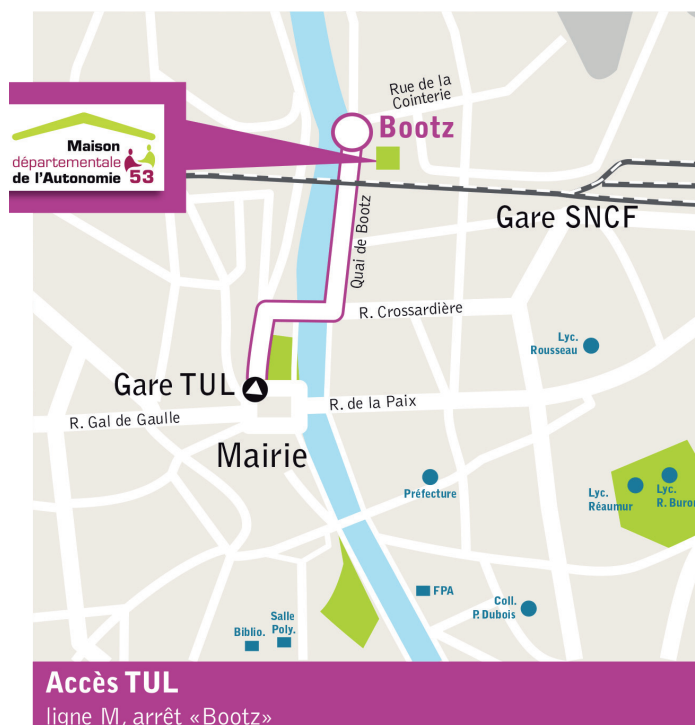 Rue de la
Cointerie
Bootz
Maison
départementale
de l'Autonomie 53
Gare SNCF
Quai de Bootz
R. Crossardière
Lyc.
Rousseau
Gare TUL
R. de la Paix
R. Gal de Gaulle
Mairie
Préfecture
Lyc.
Réaumur
Lyc.
R. Buron
FPA
Coll.
P. Dubois
Salle
Poly.
Biblio.
Accès TUL
ligne M, arrêt «Bootz»